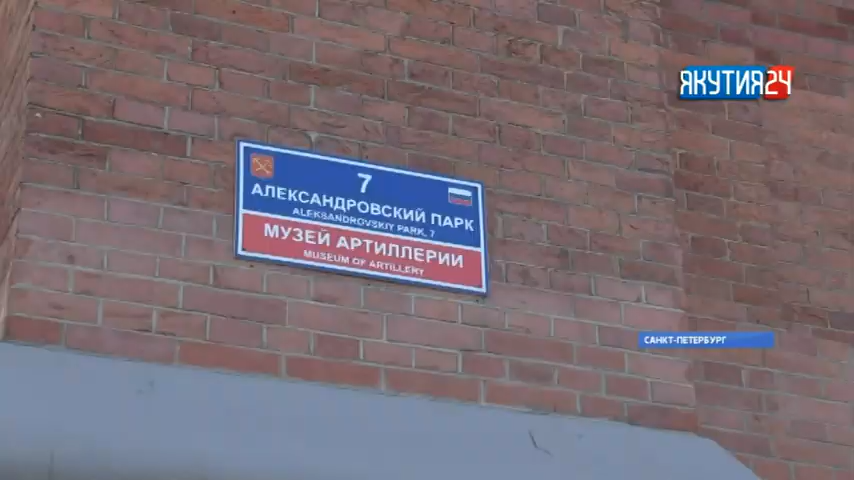 ЯКУТИЯ24
7
АЛЕКСАНДРОВСКИЙ ПАРК
ALEKSANDROVSKIY PARK, 7
МУЗЕЙ АРТИЛЛЕРИИ
MUSEUM OF ARTILLERY
САНКТ-ПЕТЕРБУРГ